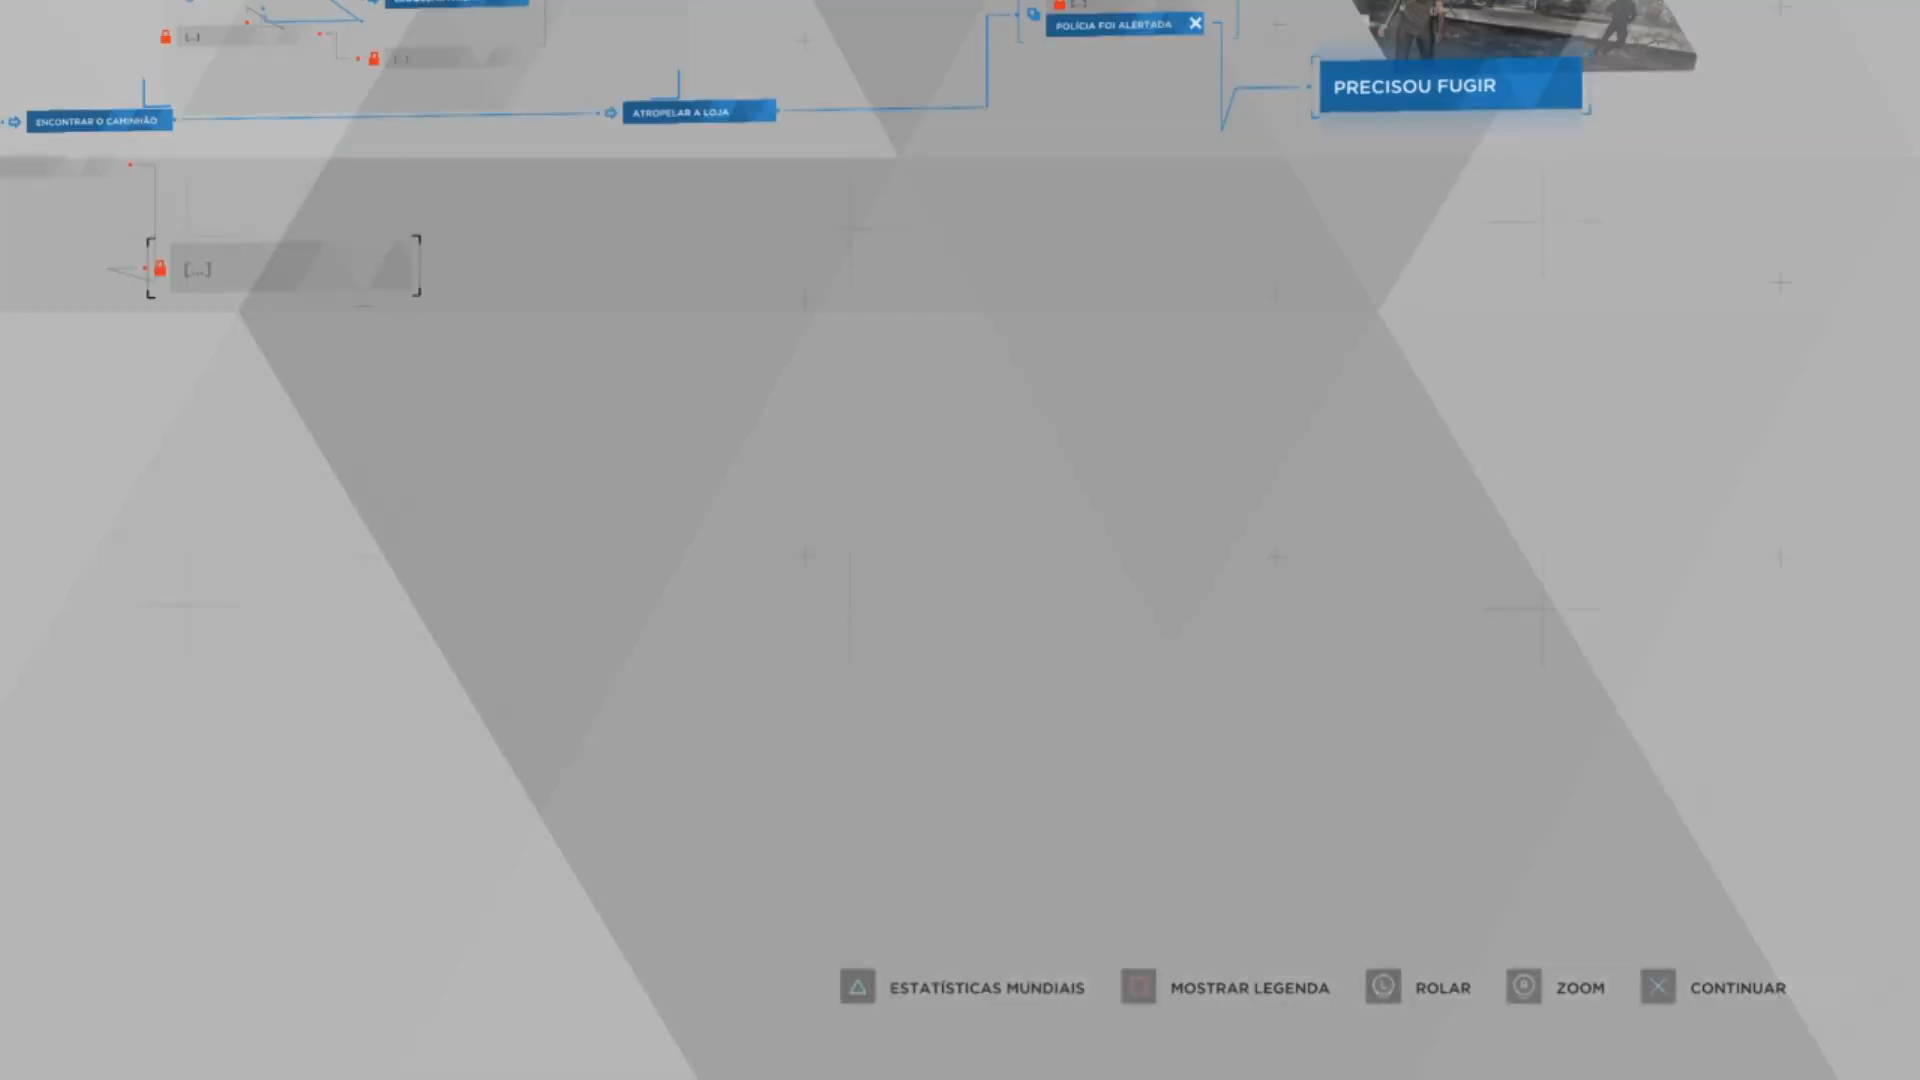 [...]
[...]
POLÍCIA FOI ALERTADA
PRECISOU FUGIR
ENCONTRAR O CAMINHÃO
ATROPELAR A LOJA
[...]
ESTATÍSTICAS MUNDIAIS
MOSTRAR LEGENDA
L
ROLAR
R
ZOOM
CONTINUAR